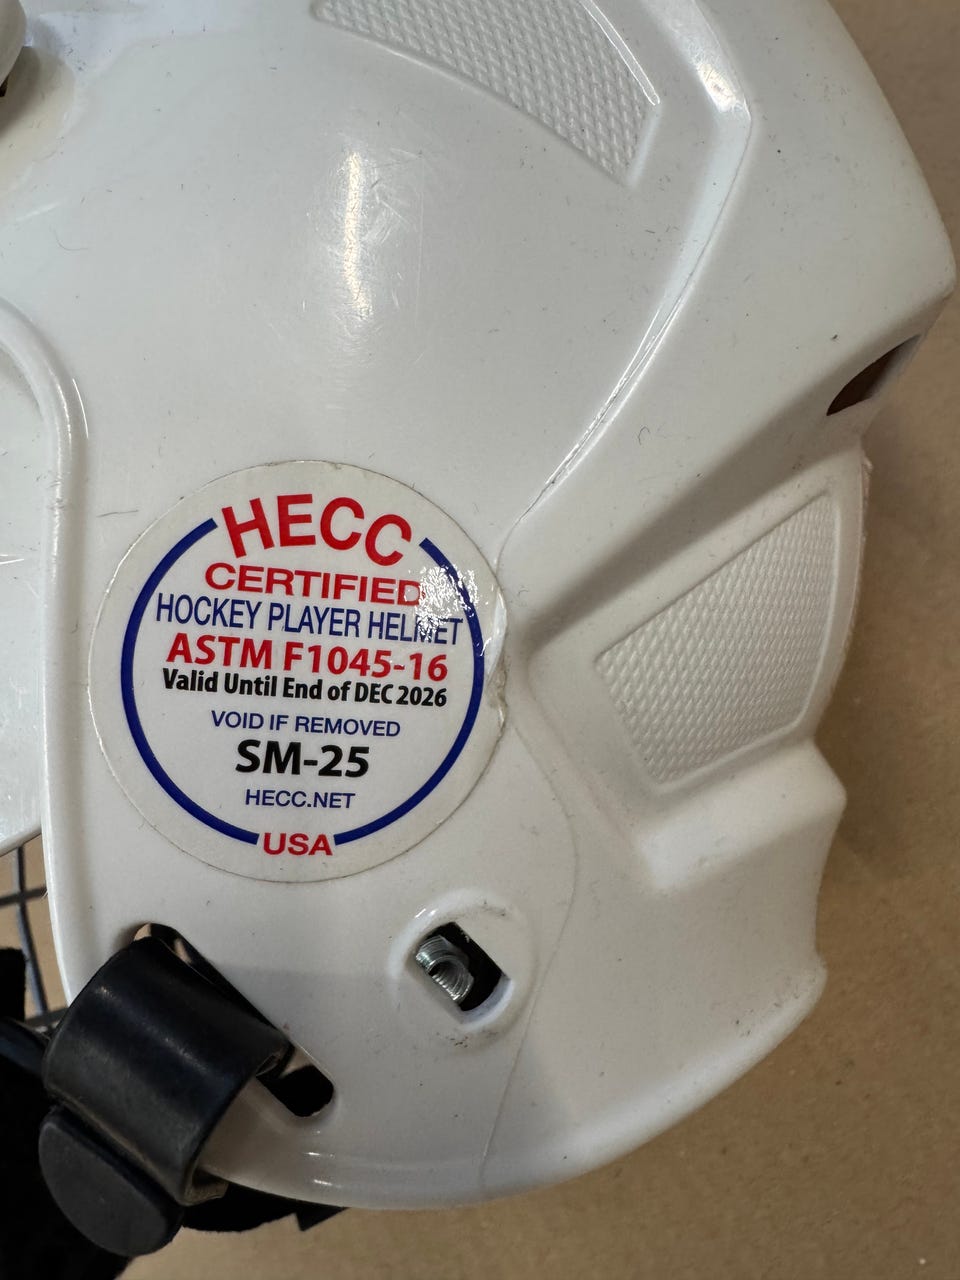 HECC
CERTIFIED
HOCKEY PLAYER HELMET
ASTM F1045-16
Valid Until End of DEC 2026
VOID IF REMOVED
SM-25
HECC.NET
USA